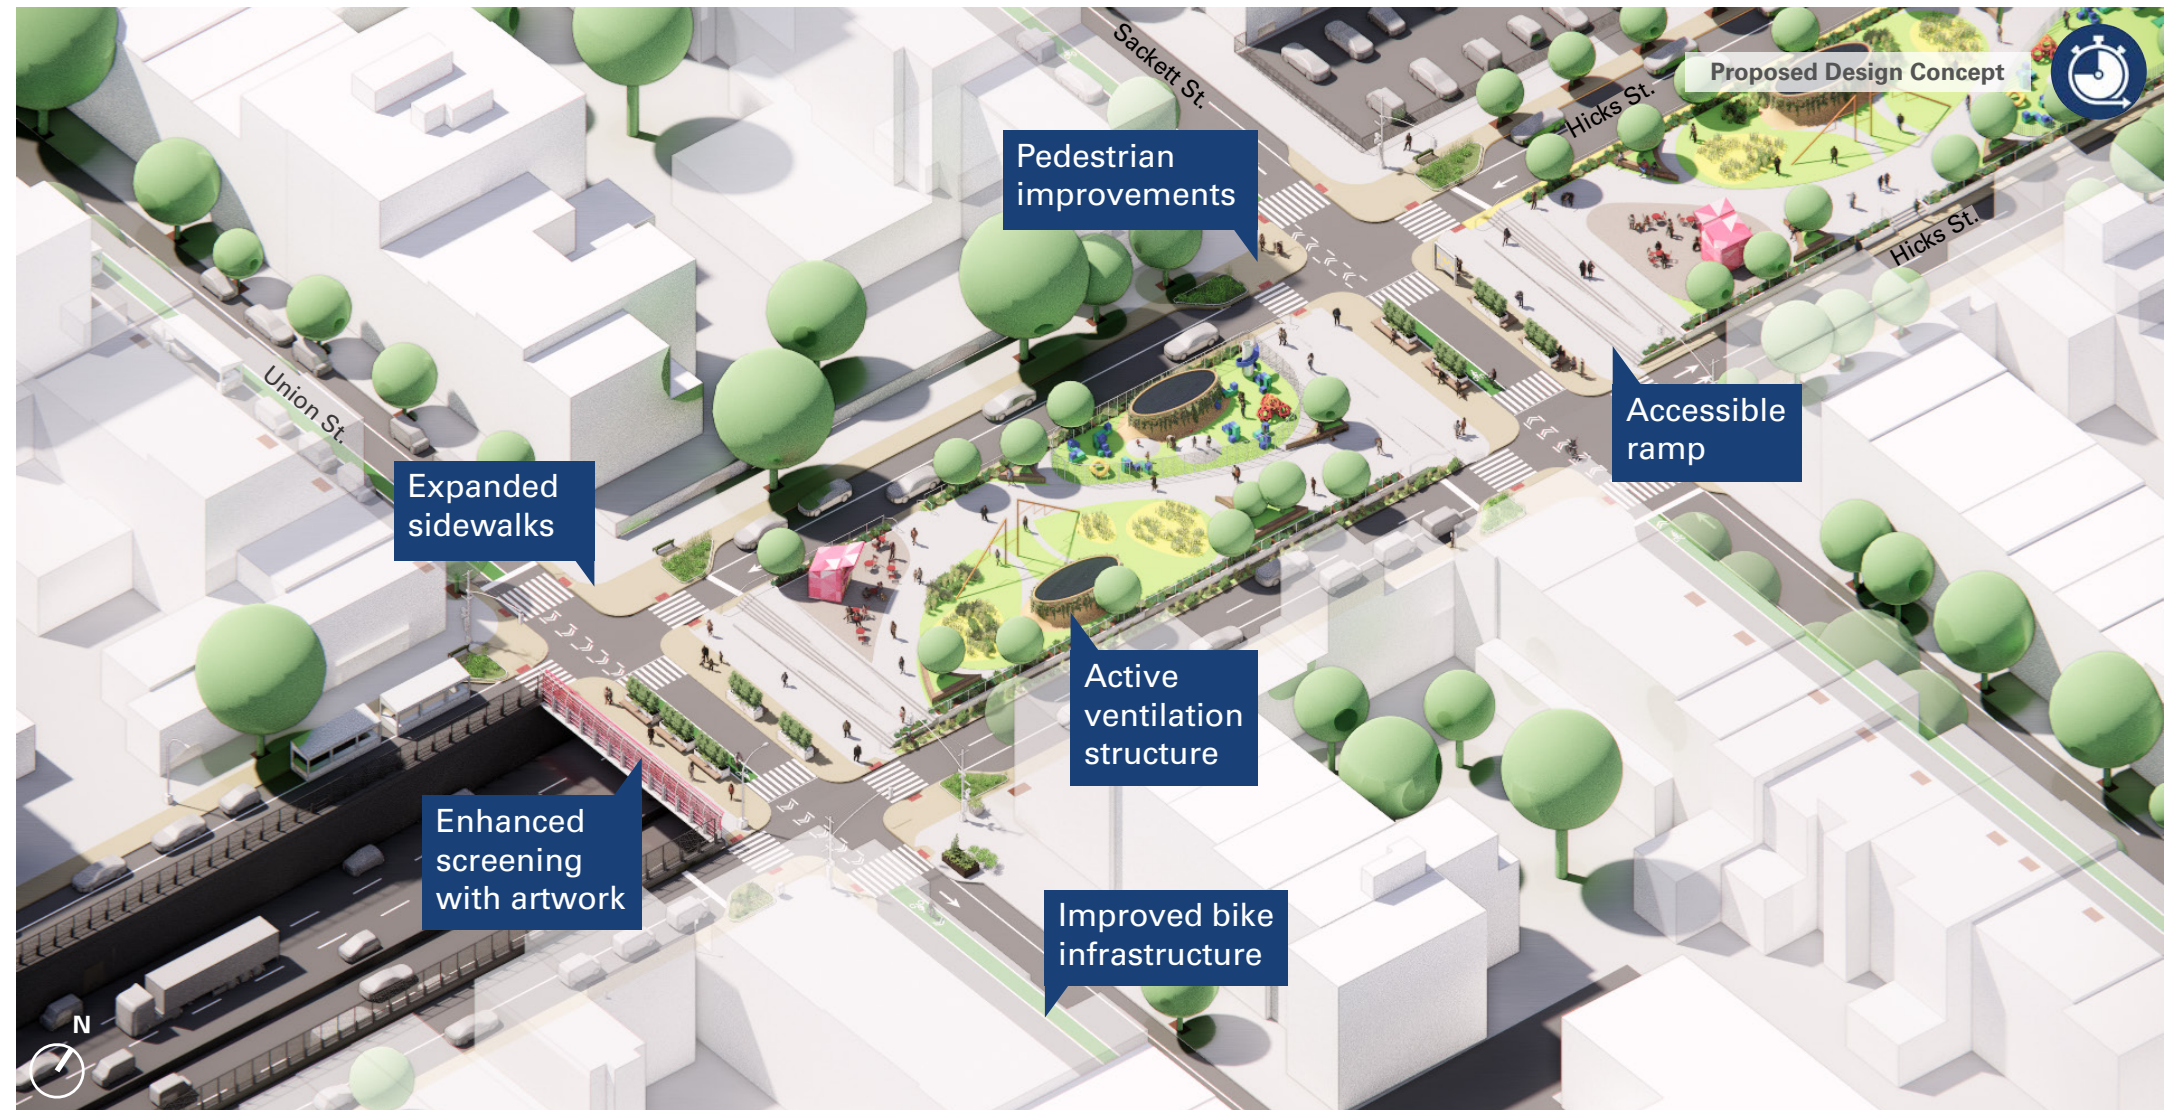 Sackett St.
Proposed Design Concept
Hicks St.
Pedestrian
improvements
Hicks St.
Union St.
Accessible
ramp
Expanded
sidewalks
Active
ventilation
structure
Enhanced
screening
with artwork
Improved bike
infrastructure
N